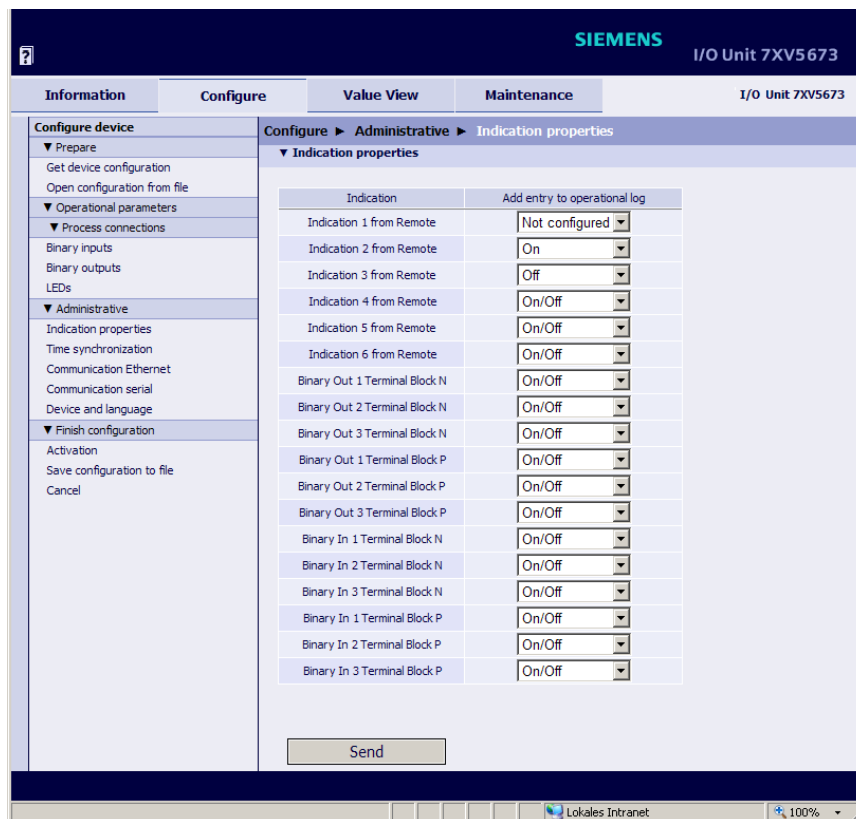 ?
SIEMENS
I/O Unit 7XV5673
Information
Configure
Value View
Maintenance
I/O Unit 7XV5673
Configure device
▼ Prepare
Get device configuration
Open configuration from file
▼ Operational parameters
▼ Process connections
Binary inputs
Binary outputs
LEDs
▼ Administrative
Indication properties
Time synchronization
Communication Ethernet
Communication serial
Device and language
▼ Finish configuration
Activation
Save configuration to file
Cancel
Configure ► Administrative ► Indication properties
▼ Indication properties
Indication Add entry to operational log
Indication 1 from Remote Not configured
Indication 2 from Remote On
Indication 3 from Remote Off
Indication 4 from Remote On/Off
Indication 5 from Remote On/Off
Indication 6 from Remote On/Off
Binary Out 1 Terminal Block N On/Off
Binary Out 2 Terminal Block N On/Off
Binary Out 3 Terminal Block N On/Off
Binary Out 1 Terminal Block P On/Off
Binary Out 2 Terminal Block P On/Off
Binary Out 3 Terminal Block P On/Off
Binary In 1 Terminal Block N On/Off
Binary In 2 Terminal Block N On/Off
Binary In 3 Terminal Block N On/Off
Binary In 1 Terminal Block P On/Off
Binary In 2 Terminal Block P On/Off
Binary In 3 Terminal Block P On/Off
Send
Lokales Intranet
100%